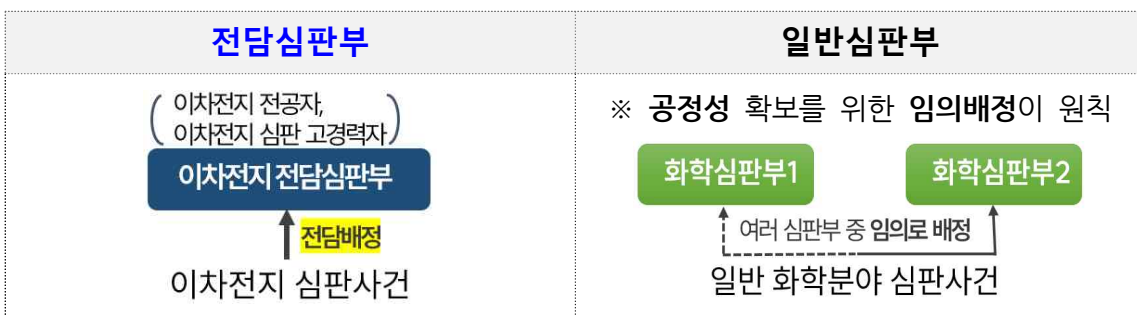 전담심판부
이차전지 전공자,
이차전지 심판 고경력자
이차전지 전담심판부
전담배정
이차전지 심판사건
일반심판부
※ 공정성 확보를 위한 임의배정이 원칙
화학심판부1
화학심판부2
여러 심판부 중 임의로 배정
일반 화학분야 심판사건